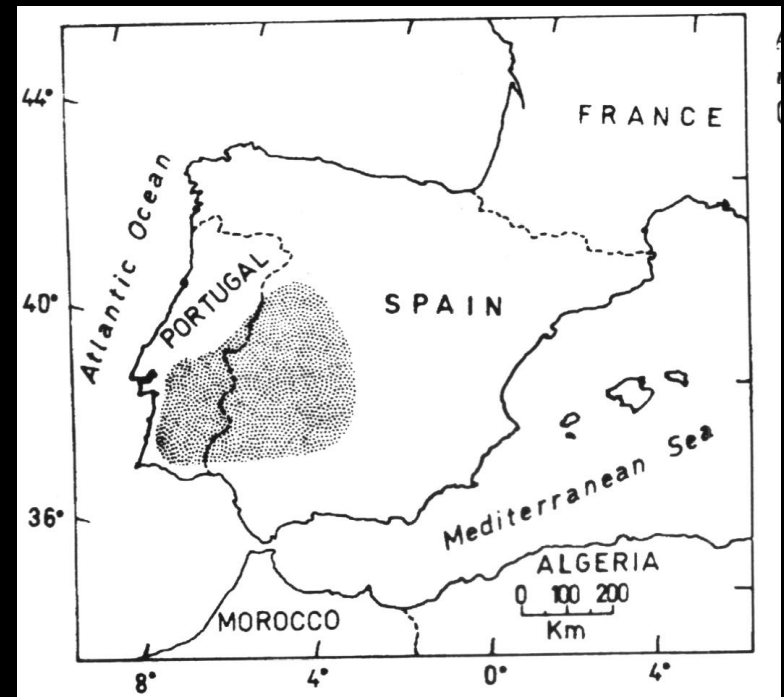 44°
FRANCE
Atlantic Ocean
PORTUGAL
40°
SPAIN
36°
Mediterranean Sea
ALGERIA
0 100 200
Km
MOROCCO
8°
4°
0°
4°